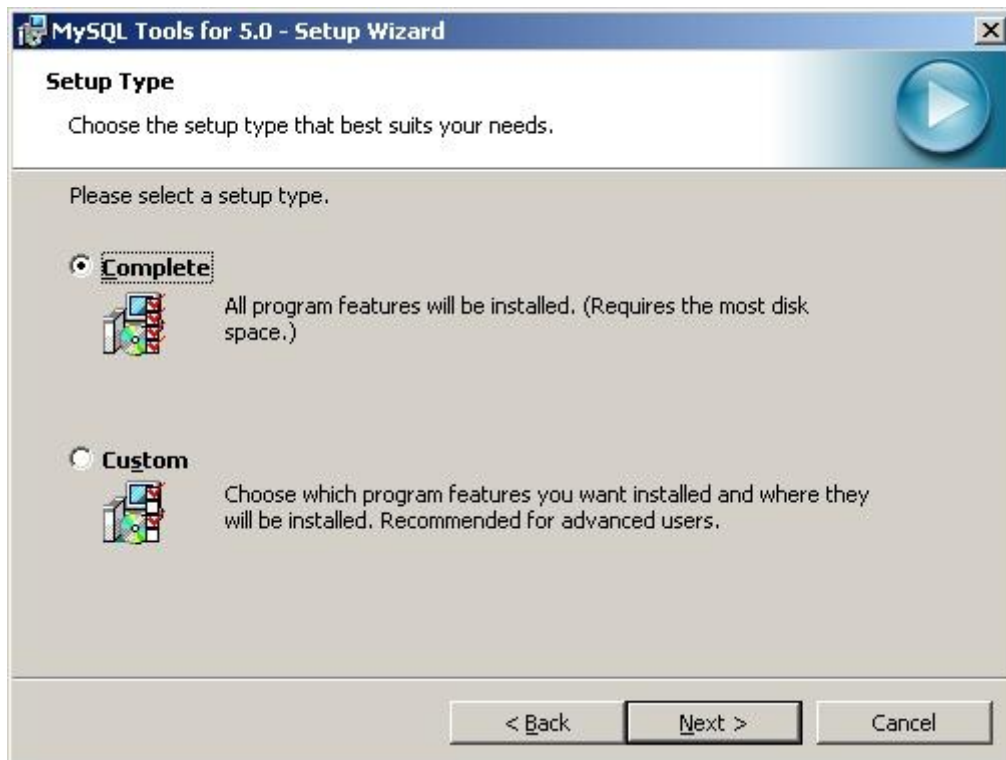 MySQL Tools for 5.0 - Setup Wizard
Setup Type
Choose the setup type that best suits your needs.
Please select a setup type.
Complete
All program features will be installed. (Requires the most disk
space.)
Custom
Choose which program features you want installed and where they
will be installed. Recommended for advanced users.
< Back
Next >
Cancel